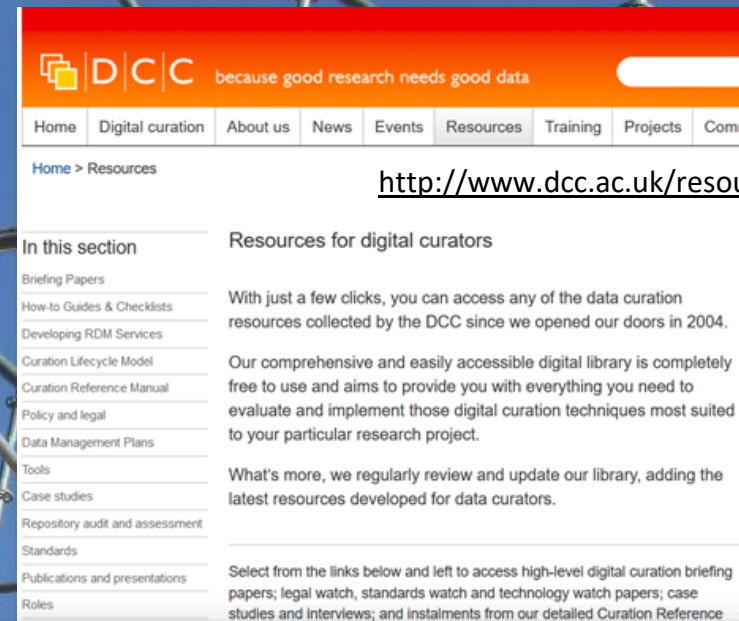 D|C|C because good research needs good data
Home Digital curation About us News Events Resources Training Projects
Home > Resources
http://www.dcc.ac.uk/resou
In this section
Briefing Papers
How-to Guides & Checklists
Developing RDM Services
Curation Lifecycle Model
Curation Reference Manual
Policy and legal
Data Management Plans
Tools
Case studies
Repository audit and assessment
Standards
Publications and presentations
Roles
Resources for digital curators
With just a few clicks, you can access any of the data curation
resources collected by the DCC since we opened our doors in 2004.
Our comprehensive and easily accessible digital library is completely
free to use and aims to provide you with everything you need to
evaluate and implement those digital curation techniques most suited
to your particular research project.
What's more, we regularly review and update our library, adding the
latest resources developed for data curators.
Select from the links below and left to access high-level digital curation briefing
papers; legal watch, standards watch and technology watch papers; case
studies and interviews; and instalments from our detailed Curation Reference